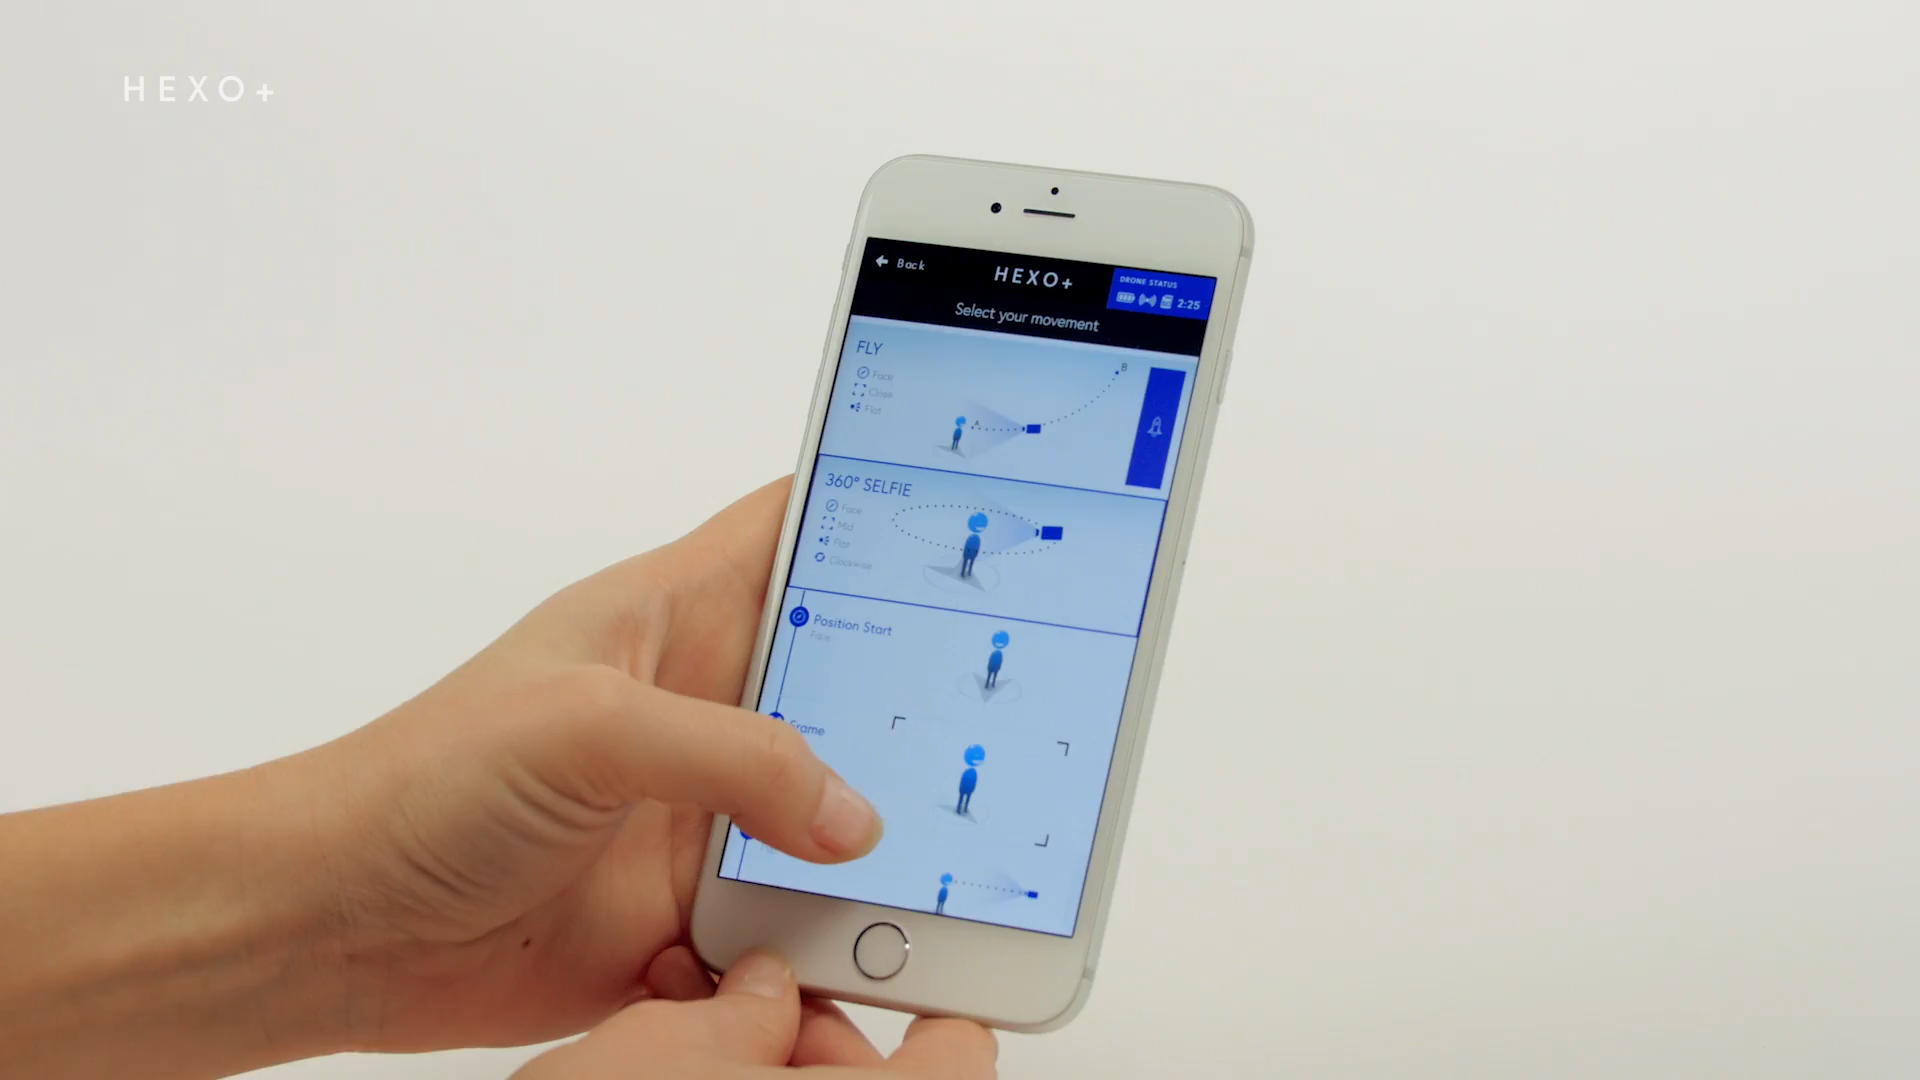 HEXO+
Back
HEXO+
DRONE STATUS
2:25
Select your movement
FLY
Face
Close
Flat
A
B
360° SELFIE
Face
Mid
Flat
Clockwise
Position Start
Face
Frame